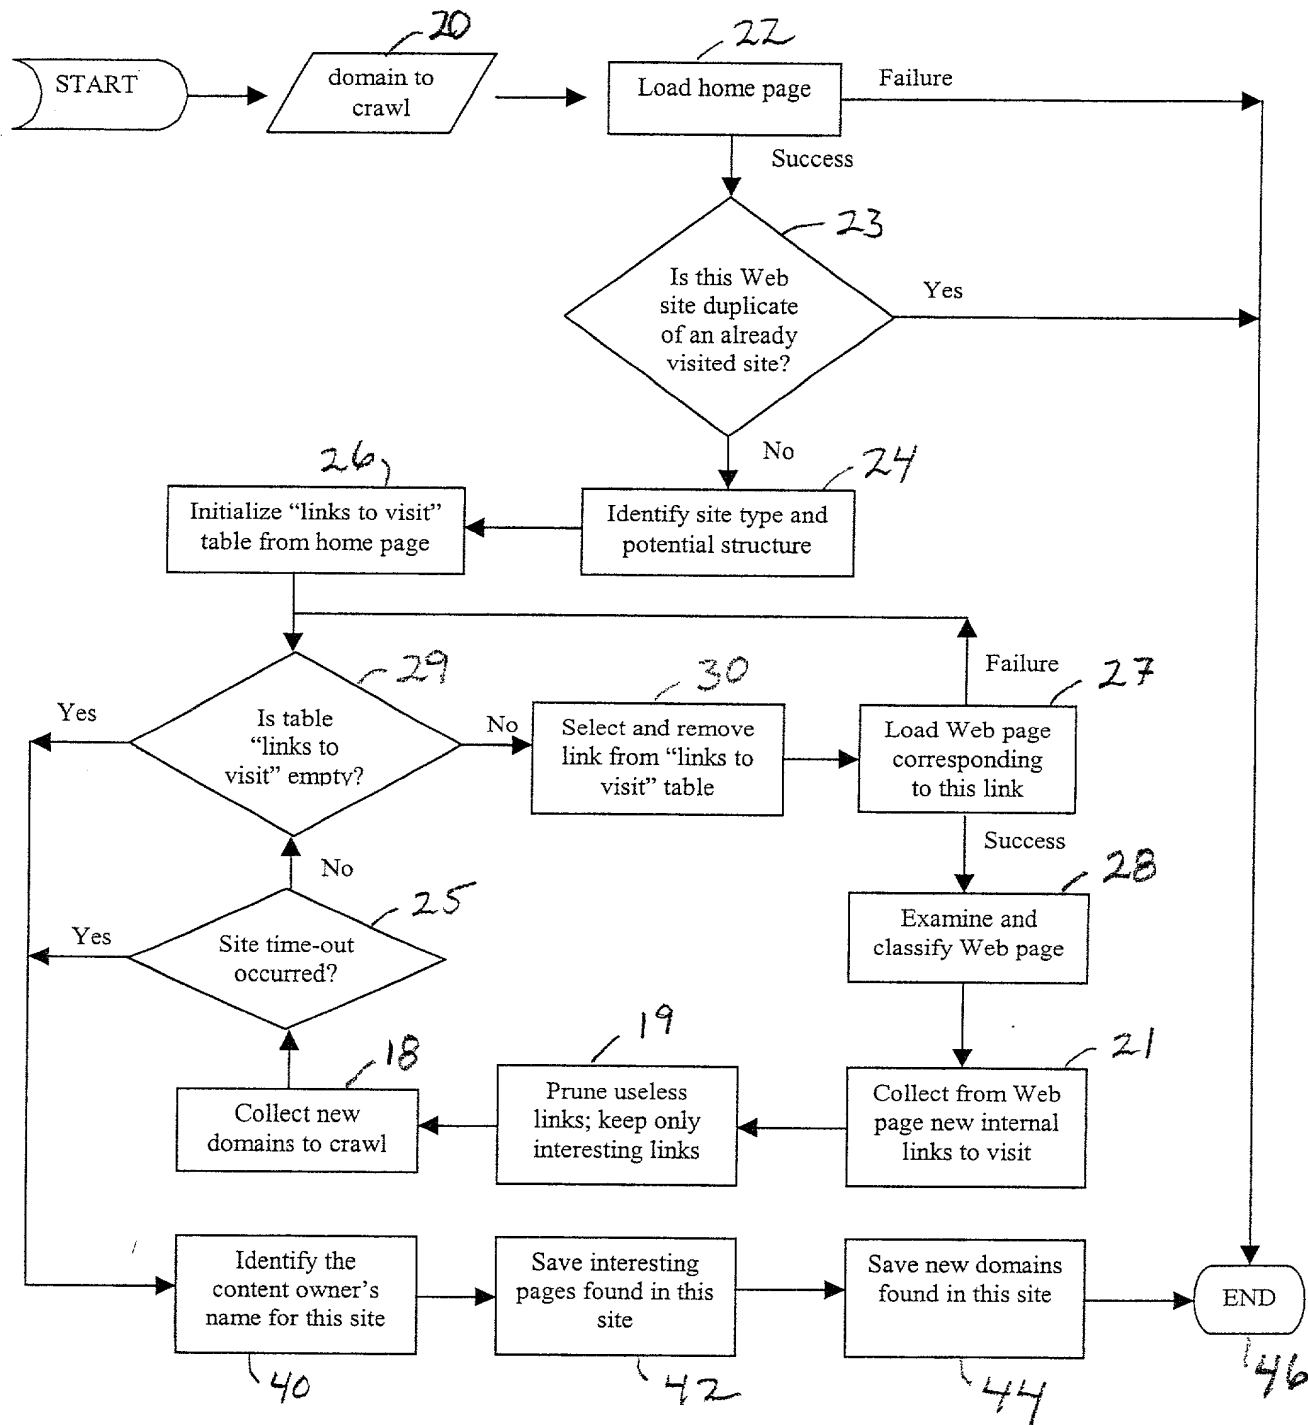 20
START
domain to
crawl
22
Load home page
Failure
Success
23
Is this Web
site duplicate
of an already
visited site?
Yes
No
24
Identify site type and
potential structure
26
Initialize “links to visit”
table from home page
29
Is table
“links to
visit” empty?
Yes
No
30
Select and remove
link from “links to
visit” table
27
Load Web page
corresponding
to this link
Failure
Success
28
Examine and
classify Web page
21
Collect from Web
page new internal
links to visit
19
Prune useless
links; keep only
interesting links
18
Collect new
domains to crawl
25
Site time-out
occurred?
No
Yes
Identify the
content owner’s
name for this site
40
Save interesting
pages found in this
site
42
Save new domains
found in this site
44
END
46